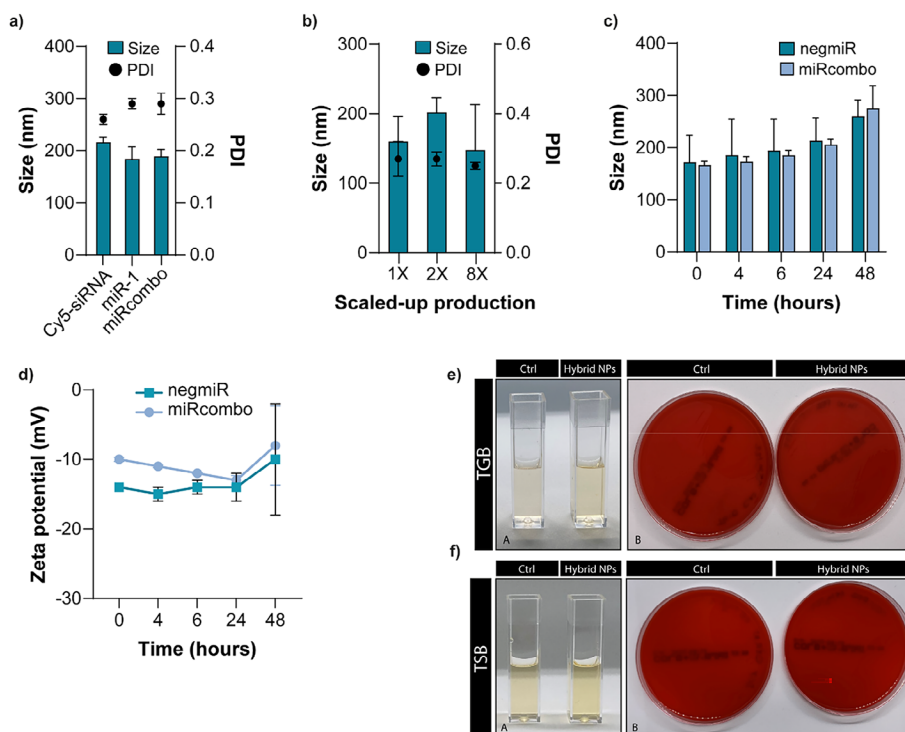 a)
Size
PDI
400
300
200
100
0
Size (nm)
0.4
0.3
0.2
0.1
0.0
PDI
Cy5-siRNA
miR-1
miRcombo
b)
Size
PDI
300
200
100
0
Size (nm)
0.6
0.4
0.2
0.0
PDI
1X 2X 8X
Scaled-up production
c)
negmiR
miRcombo
400
300
200
100
0
Size (nm)
0 4 6 24 48
Time (hours)
d)
negmiR
miRcombo
0
-10
-20
-30
Zeta potential (mV)
0 4 6 24 48
Time (hours)
e)
Ctrl Hybrid NPs Ctrl Hybrid NPs
TGB
A B
f)
Ctrl Hybrid NPs Ctrl Hybrid NPs
TSB
A B